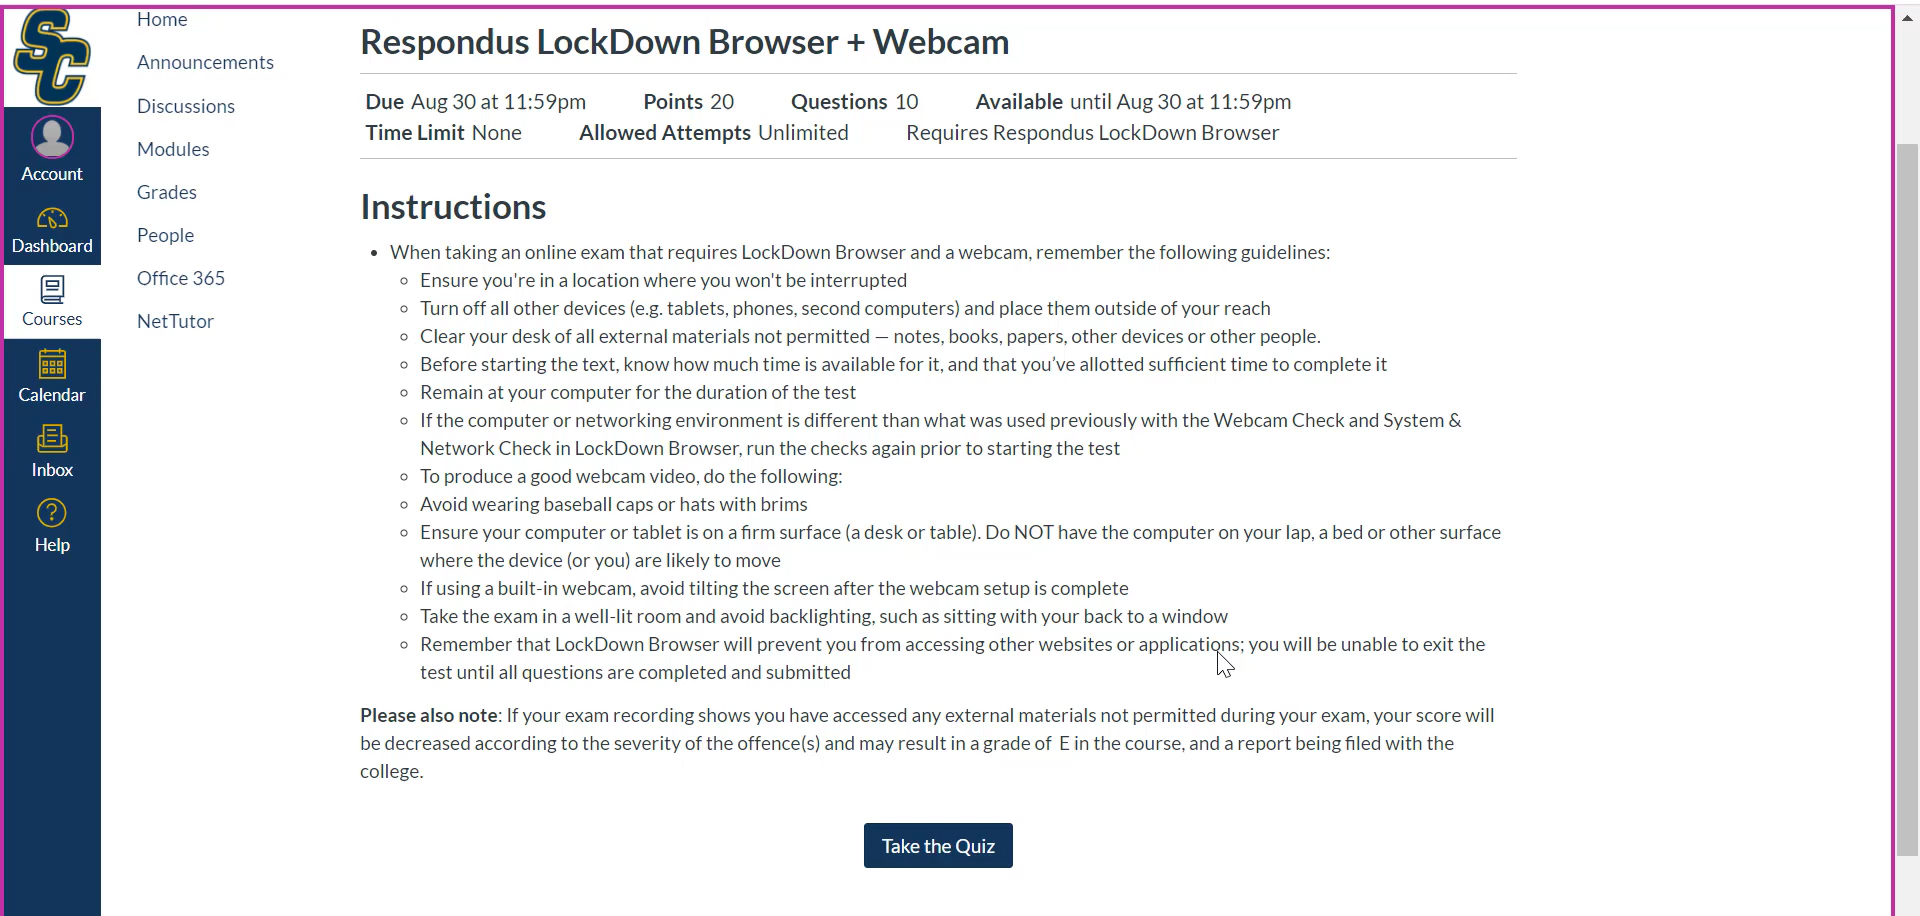 SC
Home
Announcements
Discussions
Modules
Grades
People
Office 365
NetTutor
Account
Dashboard
Courses
Calendar
Inbox
Help
Respondus LockDown Browser + Webcam
Due Aug 30 at 11:59pm Points 20 Questions 10 Available until Aug 30 at 11:59pm
Time Limit None Allowed Attempts Unlimited Requires Respondus LockDown Browser
Instructions
• When taking an online exam that requires LockDown Browser and a webcam, remember the following guidelines:
◦ Ensure you're in a location where you won't be interrupted
◦ Turn off all other devices (e.g. tablets, phones, second computers) and place them outside of your reach
◦ Clear your desk of all external materials not permitted — notes, books, papers, other devices or other people.
◦ Before starting the text, know how much time is available for it, and that you’ve allotted sufficient time to complete it
◦ Remain at your computer for the duration of the test
◦ If the computer or networking environment is different than what was used previously with the Webcam Check and System &
Network Check in LockDown Browser, run the checks again prior to starting the test
◦ To produce a good webcam video, do the following:
◦ Avoid wearing baseball caps or hats with brims
◦ Ensure your computer or tablet is on a firm surface (a desk or table). Do NOT have the computer on your lap, a bed or other surface
where the device (or you) are likely to move
◦ If using a built-in webcam, avoid tilting the screen after the webcam setup is complete
◦ Take the exam in a well-lit room and avoid backlighting, such as sitting with your back to a window
◦ Remember that LockDown Browser will prevent you from accessing other websites or applications; you will be unable to exit the
test until all questions are completed and submitted
Please also note: If your exam recording shows you have accessed any external materials not permitted during your exam, your score will
be decreased according to the severity of the offence(s) and may result in a grade of E in the course, and a report being filed with the
college.
Take the Quiz